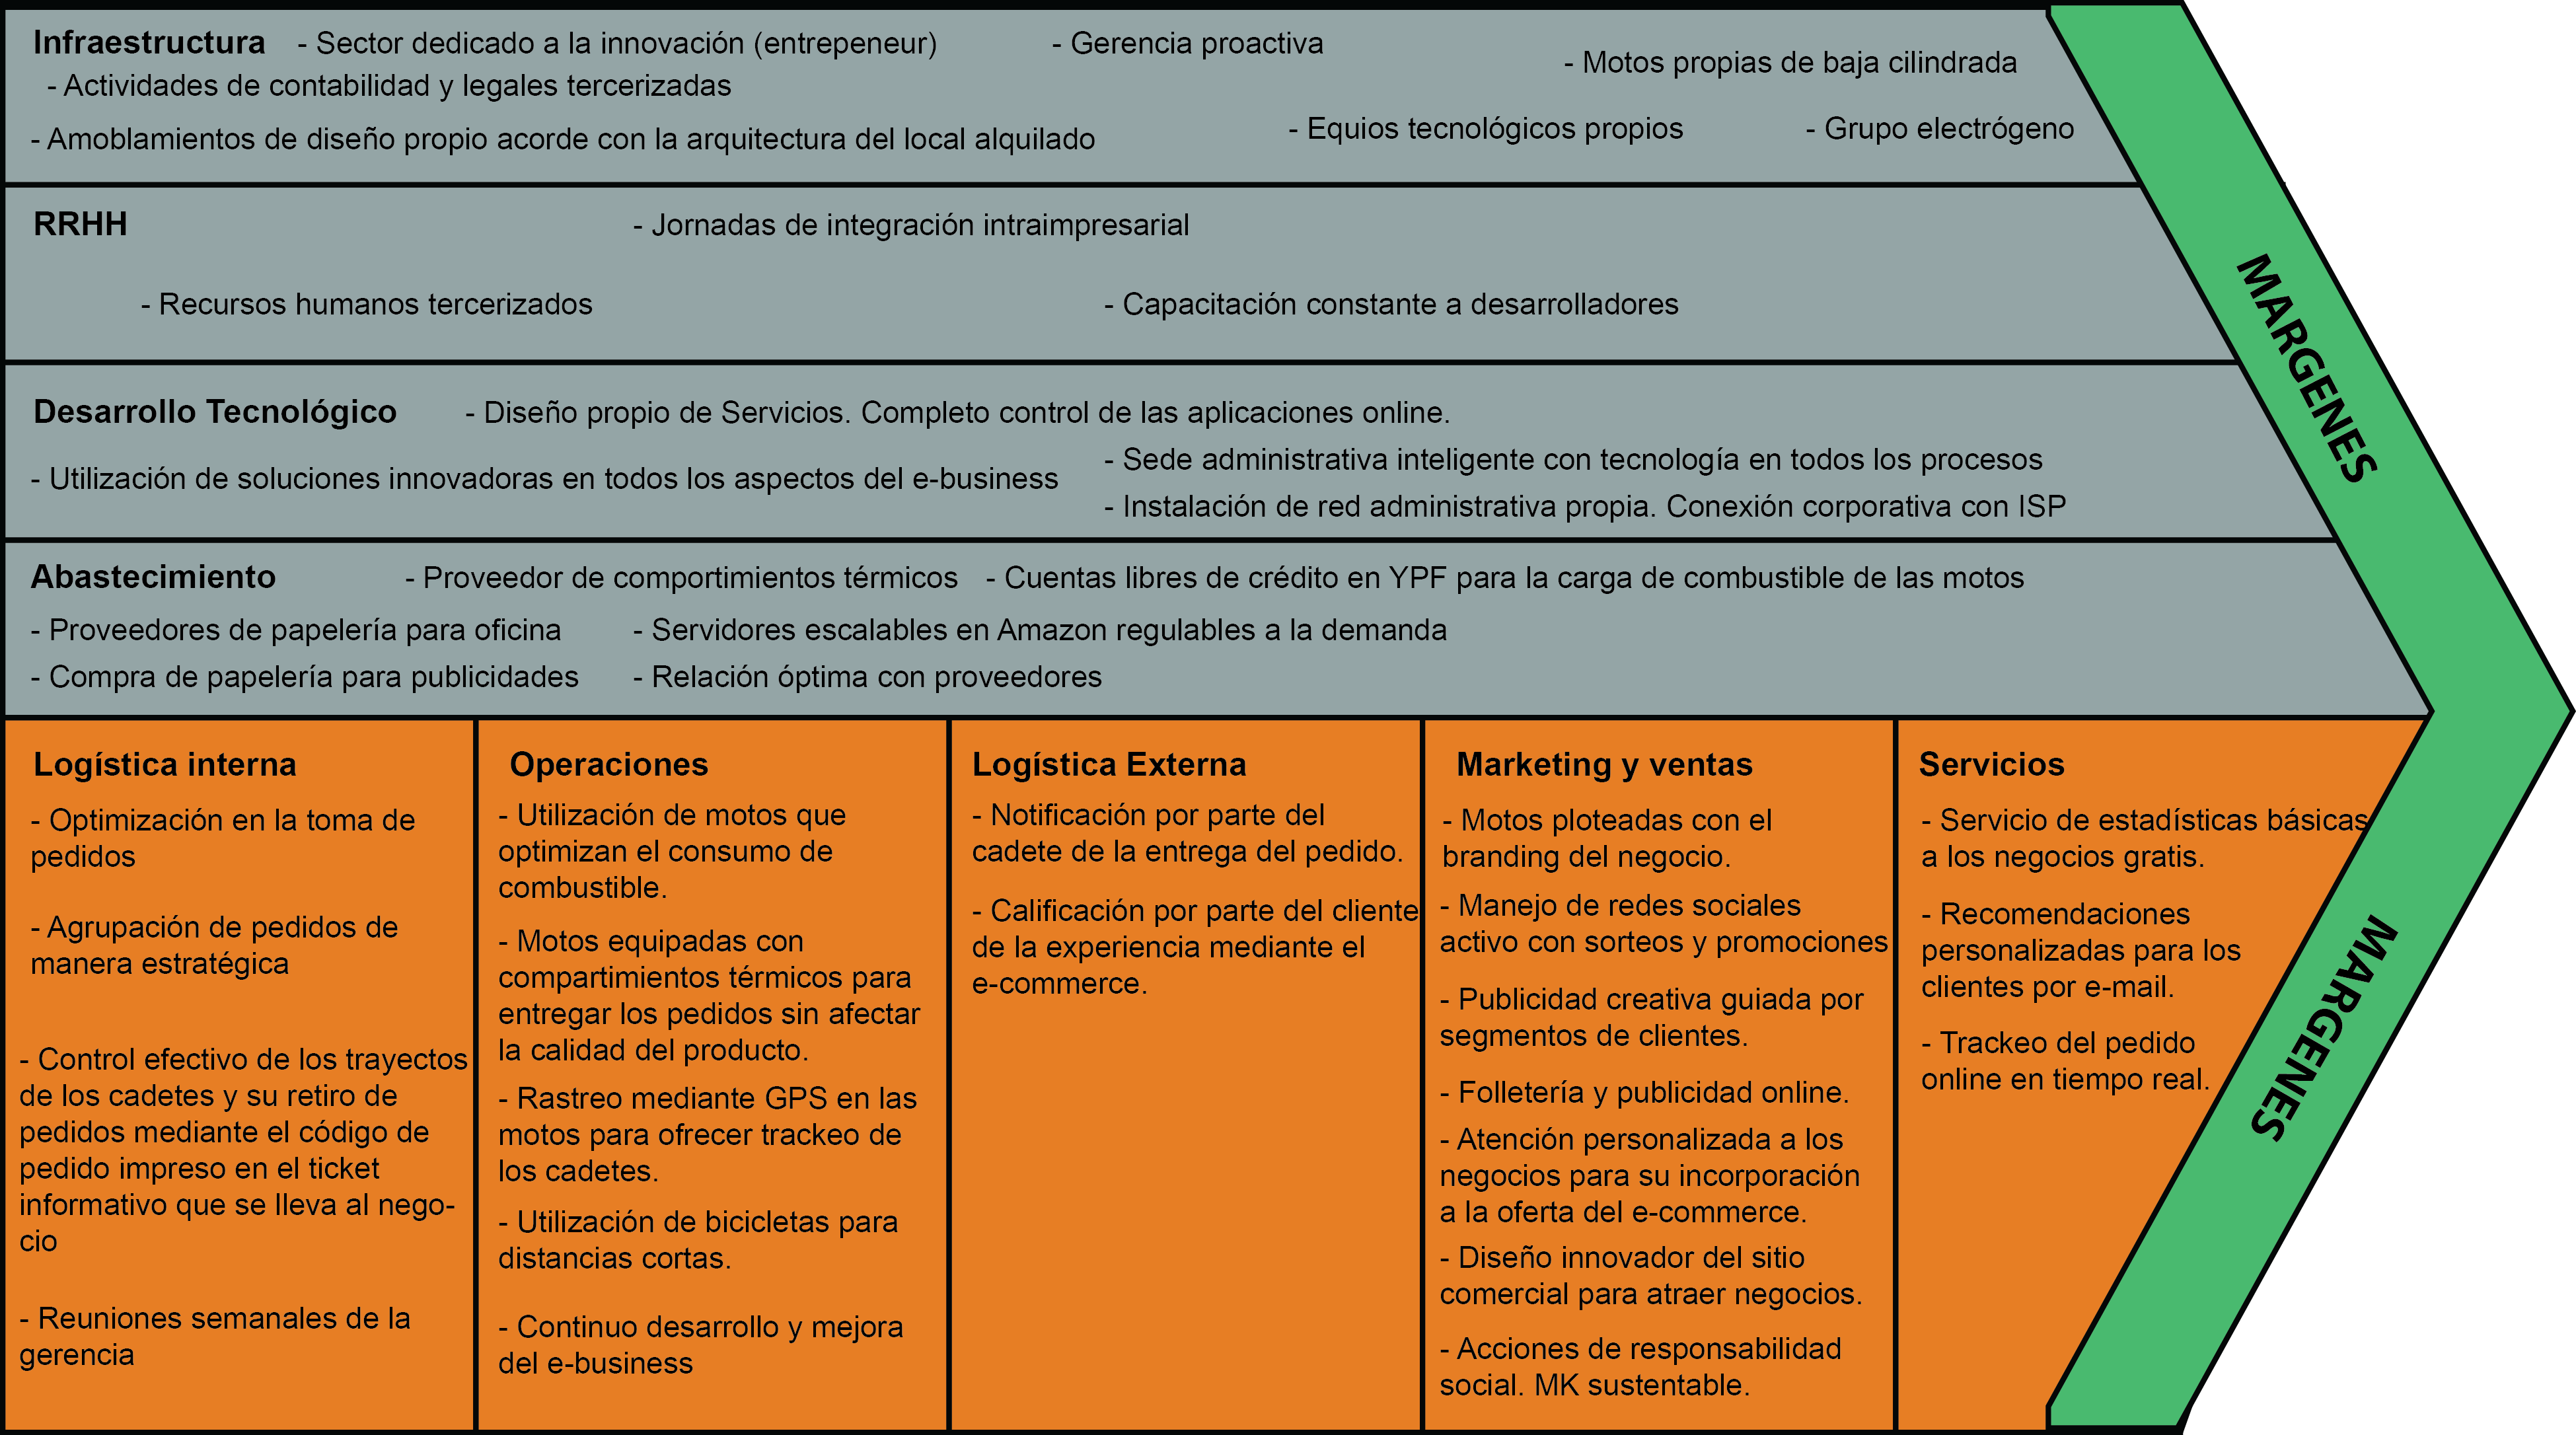 Infraestructura - Sector dedicado a la innovación (entrepeneur) - Gerencia proactiva
- Motos propias de baja cilindrada
- Actividades de contabilidad y legales tercerizadas
- Amoblamientos de diseño propio acorde con la arquitectura del local alquilado
- Equios tecnológicos propios - Grupo electrógeno
RRHH - Jornadas de integración intraimpresarial
- Recursos humanos tercerizados - Capacitación constante a desarrolladores
Desarrollo Tecnológico - Diseño propio de Servicios. Completo control de las aplicaciones online.
- Utilización de soluciones innovadoras en todos los aspectos del e-business
- Sede administrativa inteligente con tecnología en todos los procesos
- Instalación de red administrativa propia. Conexión corporativa con ISP
Abastecimiento - Proveedor de comportimientos térmicos - Cuentas libres de crédito en YPF para la carga de combustible de las motos
- Proveedores de papelería para oficina - Servidores escalables en Amazon regulables a la demanda
- Compra de papelería para publicidades - Relación óptima con proveedores
MARGENES
Logística interna
- Optimización en la toma de
pedidos
- Agrupación de pedidos de
manera estratégica
- Control efectivo de los trayectos
de los cadetes y su retiro de
pedidos mediante el código de
pedido impreso en el ticket
informativo que se lleva al nego-
cio
- Reuniones semanales de la
gerencia
Operaciones
- Utilización de motos que
optimizan el consumo de
combustible.
- Motos equipadas con
compartimientos térmicos para
entregar los pedidos sin afectar
la calidad del producto.
- Rastreo mediante GPS en las
motos para ofrecer trackeo de
los cadetes.
- Utilización de bicicletas para
distancias cortas.
- Continuo desarrollo y mejora
del e-business
Logística Externa
- Notificación por parte del
cadete de la entrega del pedido.
- Calificación por parte del cliente
de la experiencia mediante el
e-commerce.
Marketing y ventas
- Motos ploteadas con el
branding del negocio.
- Manejo de redes sociales
activo con sorteos y promociones
- Publicidad creativa guiada por
segmentos de clientes.
- Folletería y publicidad online.
- Atención personalizada a los
negocios para su incorporación
a la oferta del e-commerce.
- Diseño innovador del sitio
comercial para atraer negocios.
- Acciones de responsabilidad
social. MK sustentable.
Servicios
- Servicio de estadísticas básicas
a los negocios gratis.
- Recomendaciones
personalizadas para los
clientes por e-mail.
- Trackeo del pedido
online en tiempo real.
MARGENES